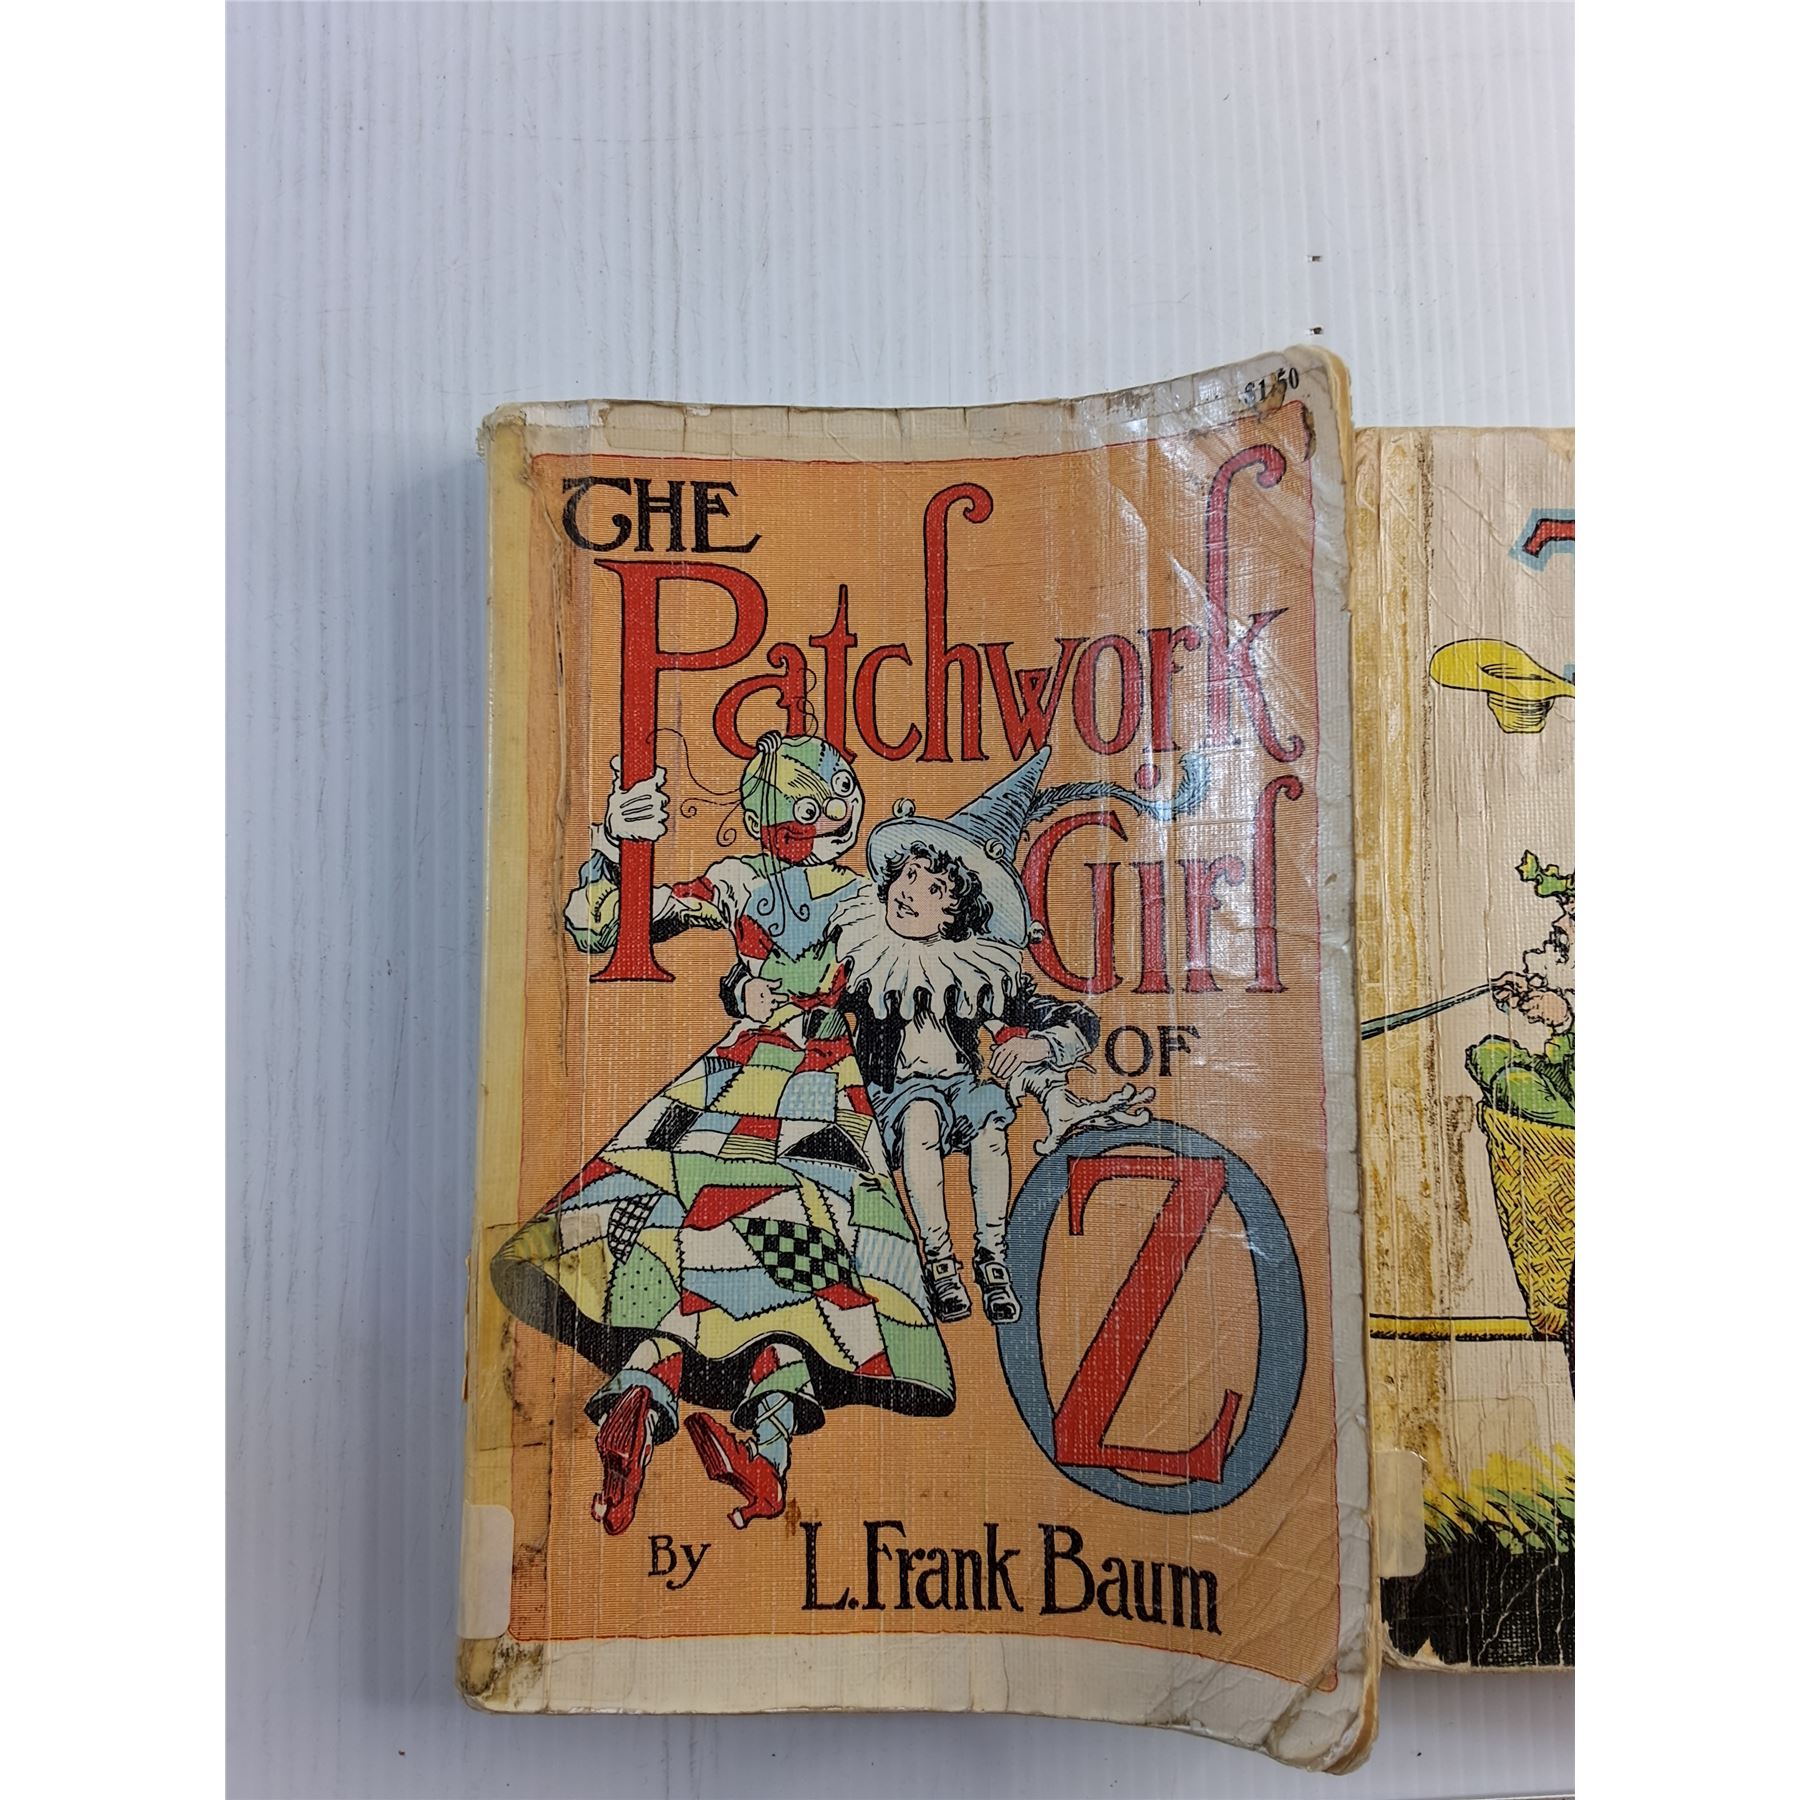 $1.50
THE
Patchwork
Girl
OF
OZ
By L. Frank Baum